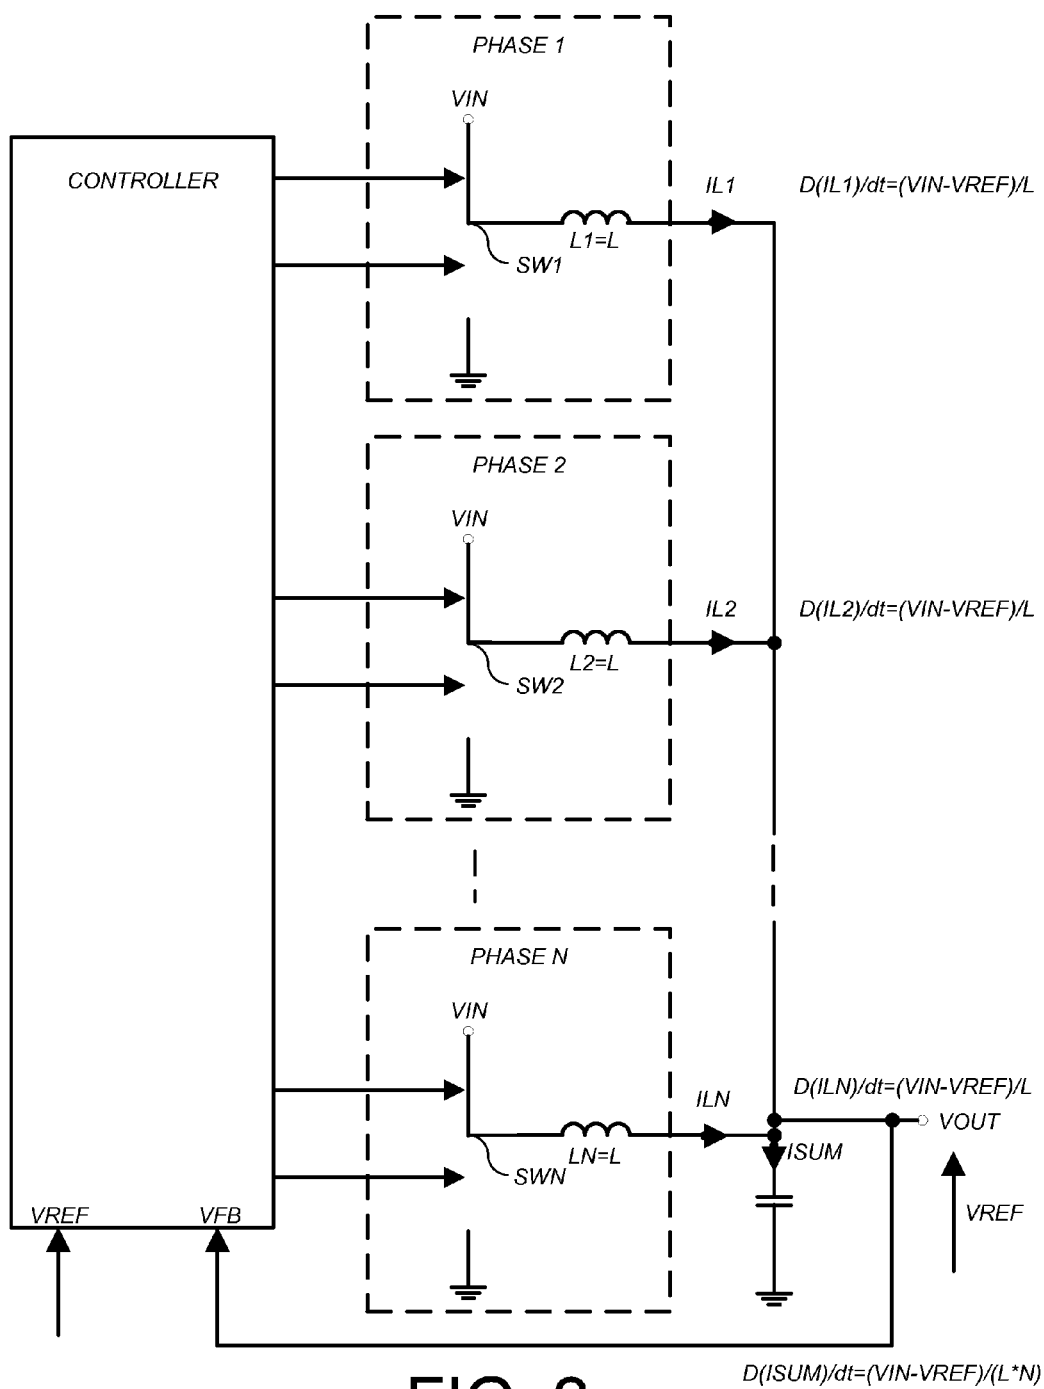 PHASE 1
VIN
CONTROLLER
IL1
D(IL1)/dt=(VIN-VREF)/L
L1=L
SW1
PHASE 2
VIN
IL2
D(IL2)/dt=(VIN-VREF)/L
L2=L
SW2
PHASE N
VIN
D(ILN)/dt=(VIN-VREF)/L
ILN
VOUT
LN=L
ISUM
SWN
VREF
VFB
VREF
D(ISUM)/dt=(VIN-VREF)/(L*N)